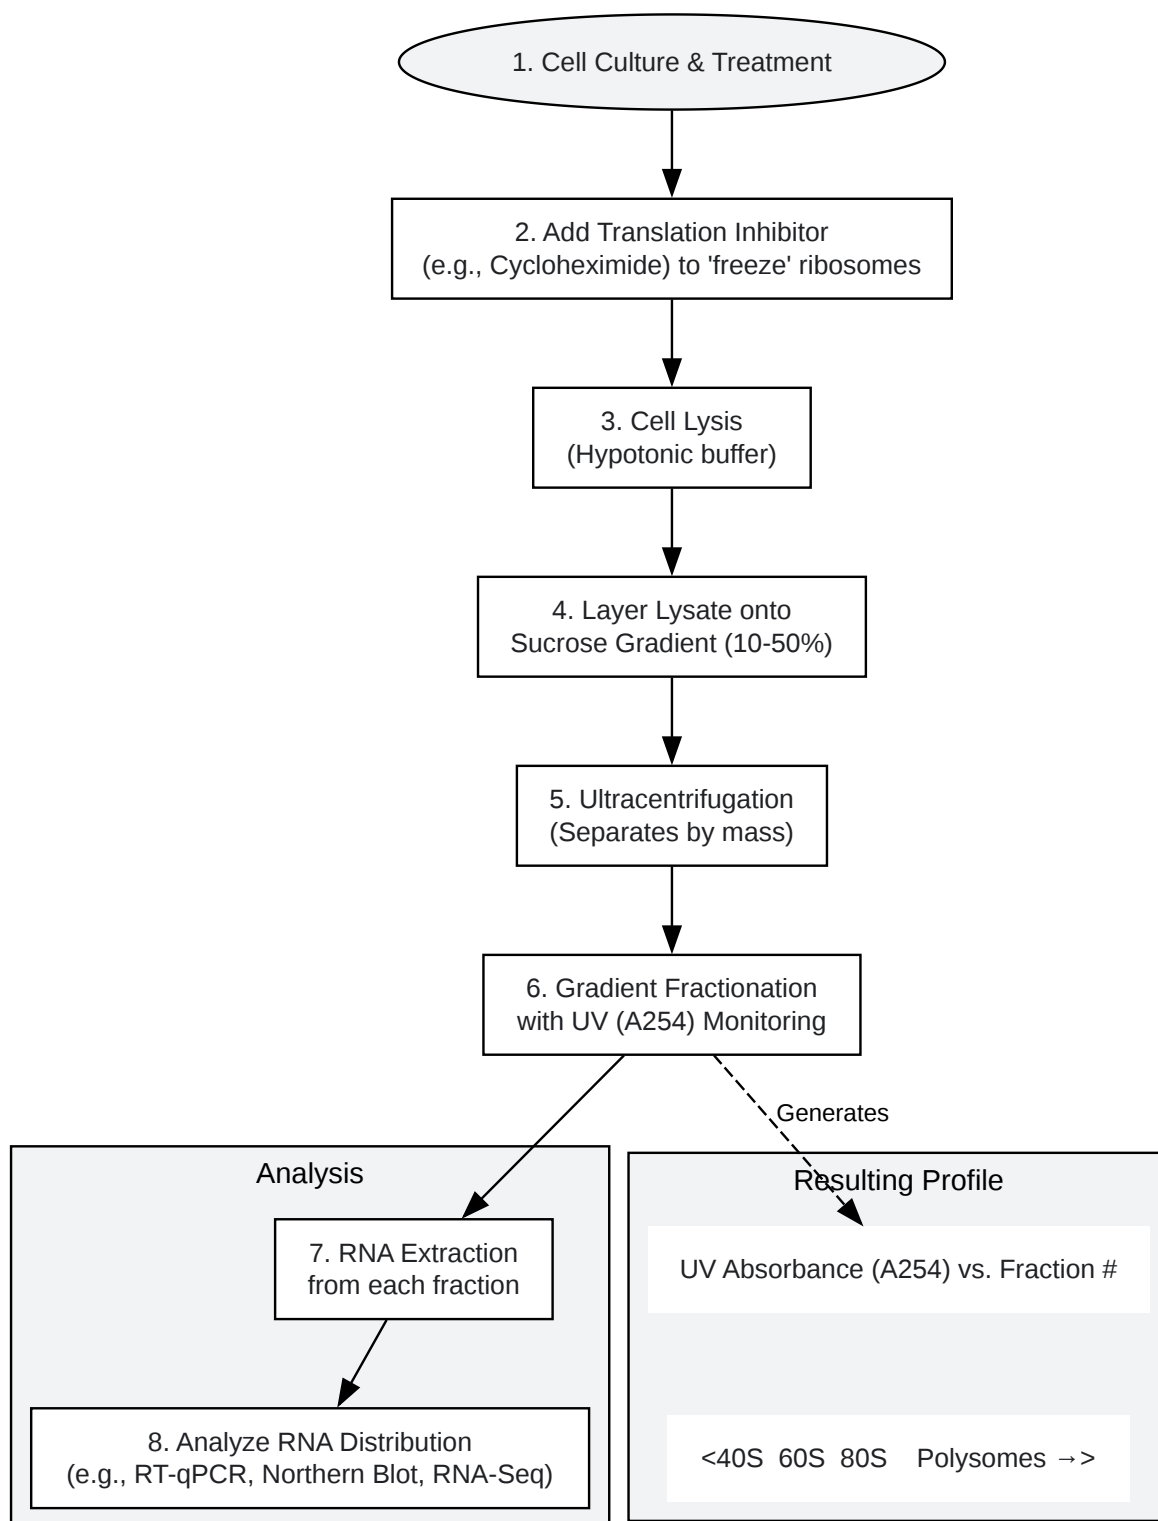 1. Cell Culture & Treatment
2. Add Translation Inhibitor
(e.g., Cycloheximide) to 'freeze' ribosomes
3. Cell Lysis
(Hypotonic buffer)
4. Layer Lysate onto
Sucrose Gradient (10-50%)
5. Ultracentrifugation
(Separates by mass)
6. Gradient Fractionation
with UV (A254) Monitoring
Generates
Analysis
7. RNA Extraction
from each fraction
8. Analyze RNA Distribution
(e.g., RT-qPCR, Northern Blot, RNA-Seq)
Resulting Profile
UV Absorbance (A254) vs. Fraction #
<40S  60S  80S    Polysomes →>